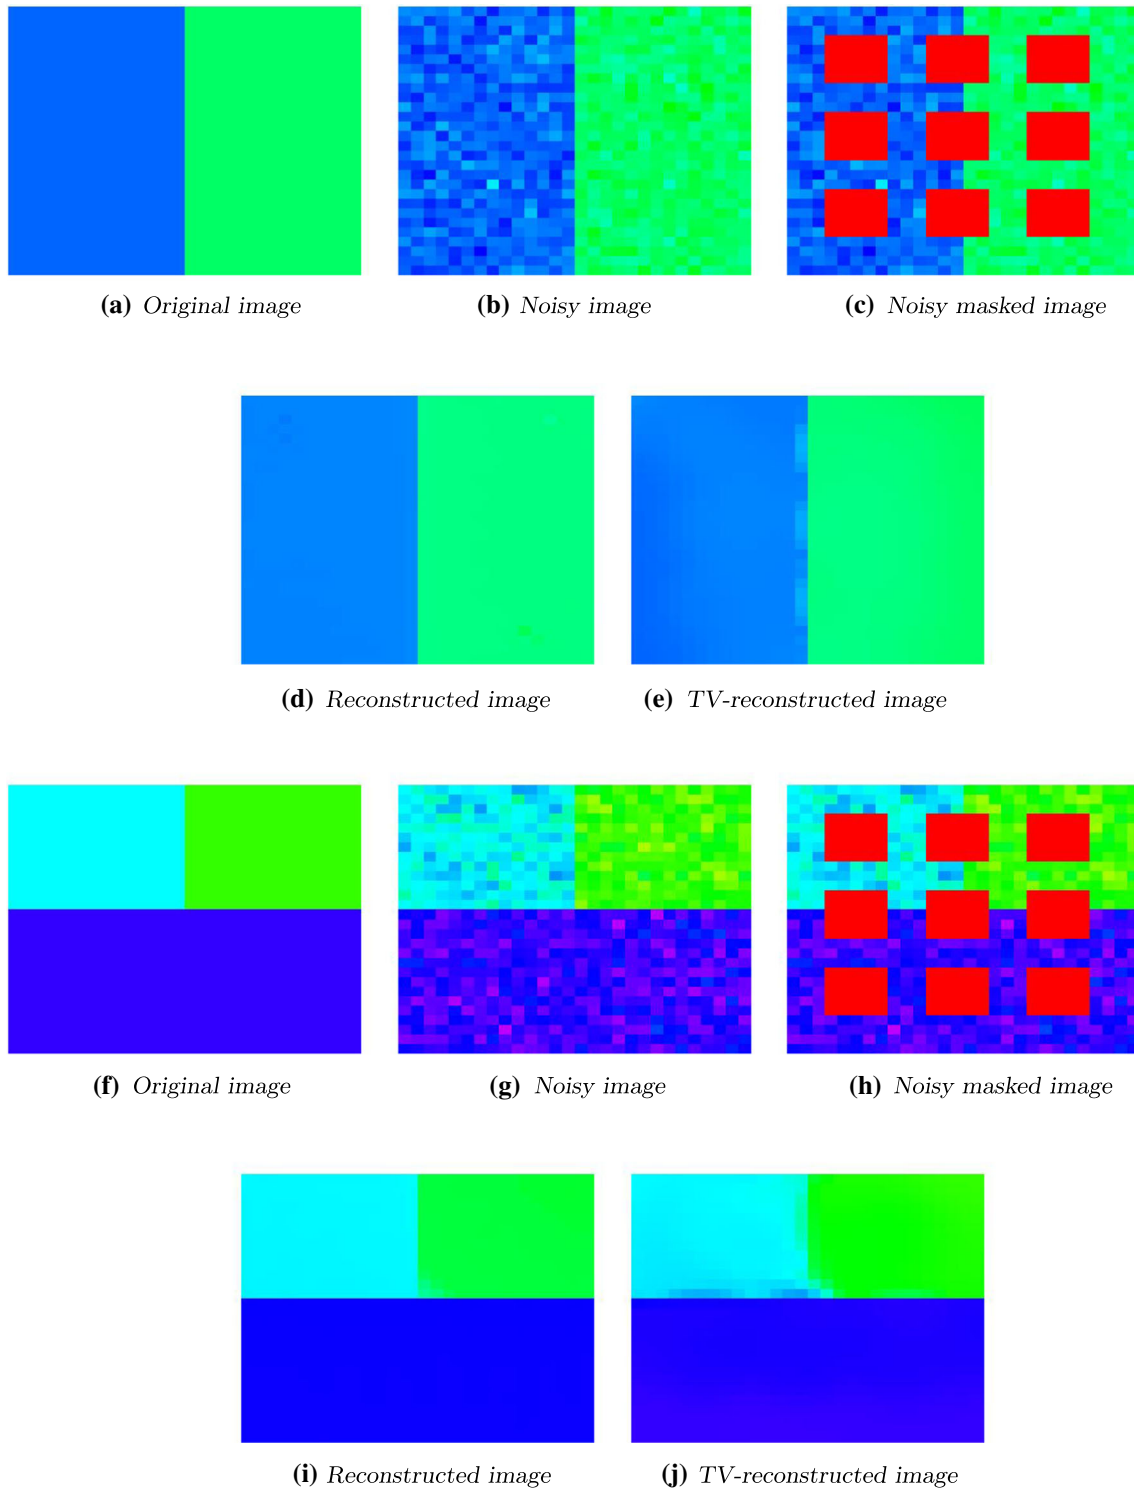 (a) Original image
(b) Noisy image
(c) Noisy masked image
(d) Reconstructed image
(e) TV-reconstructed image
(f) Original image
(g) Noisy image
(h) Noisy masked image
(i) Reconstructed image
(j) TV-reconstructed image